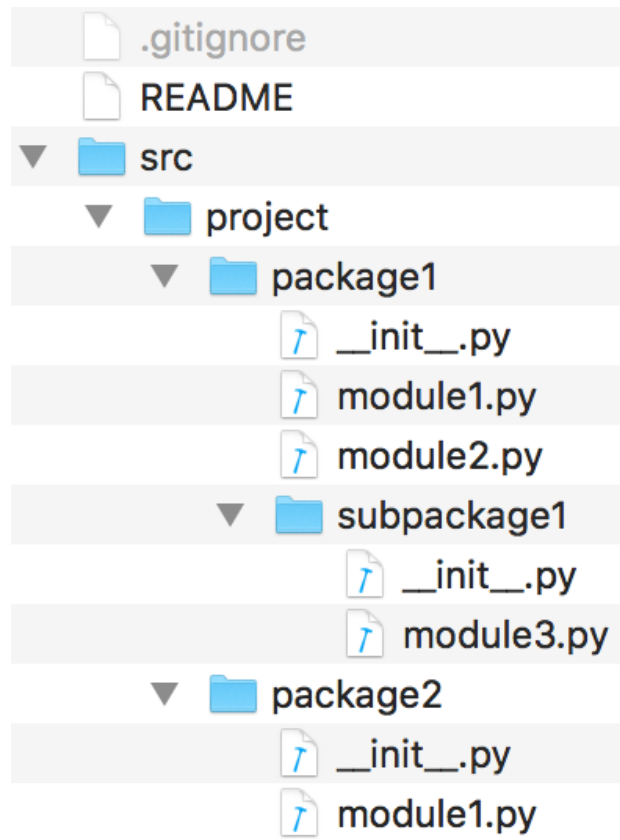 .gitignore
README
src
project
package1
__init__.py
module1.py
module2.py
subpackage1
__init__.py
module3.py
package2
__init__.py
module1.py